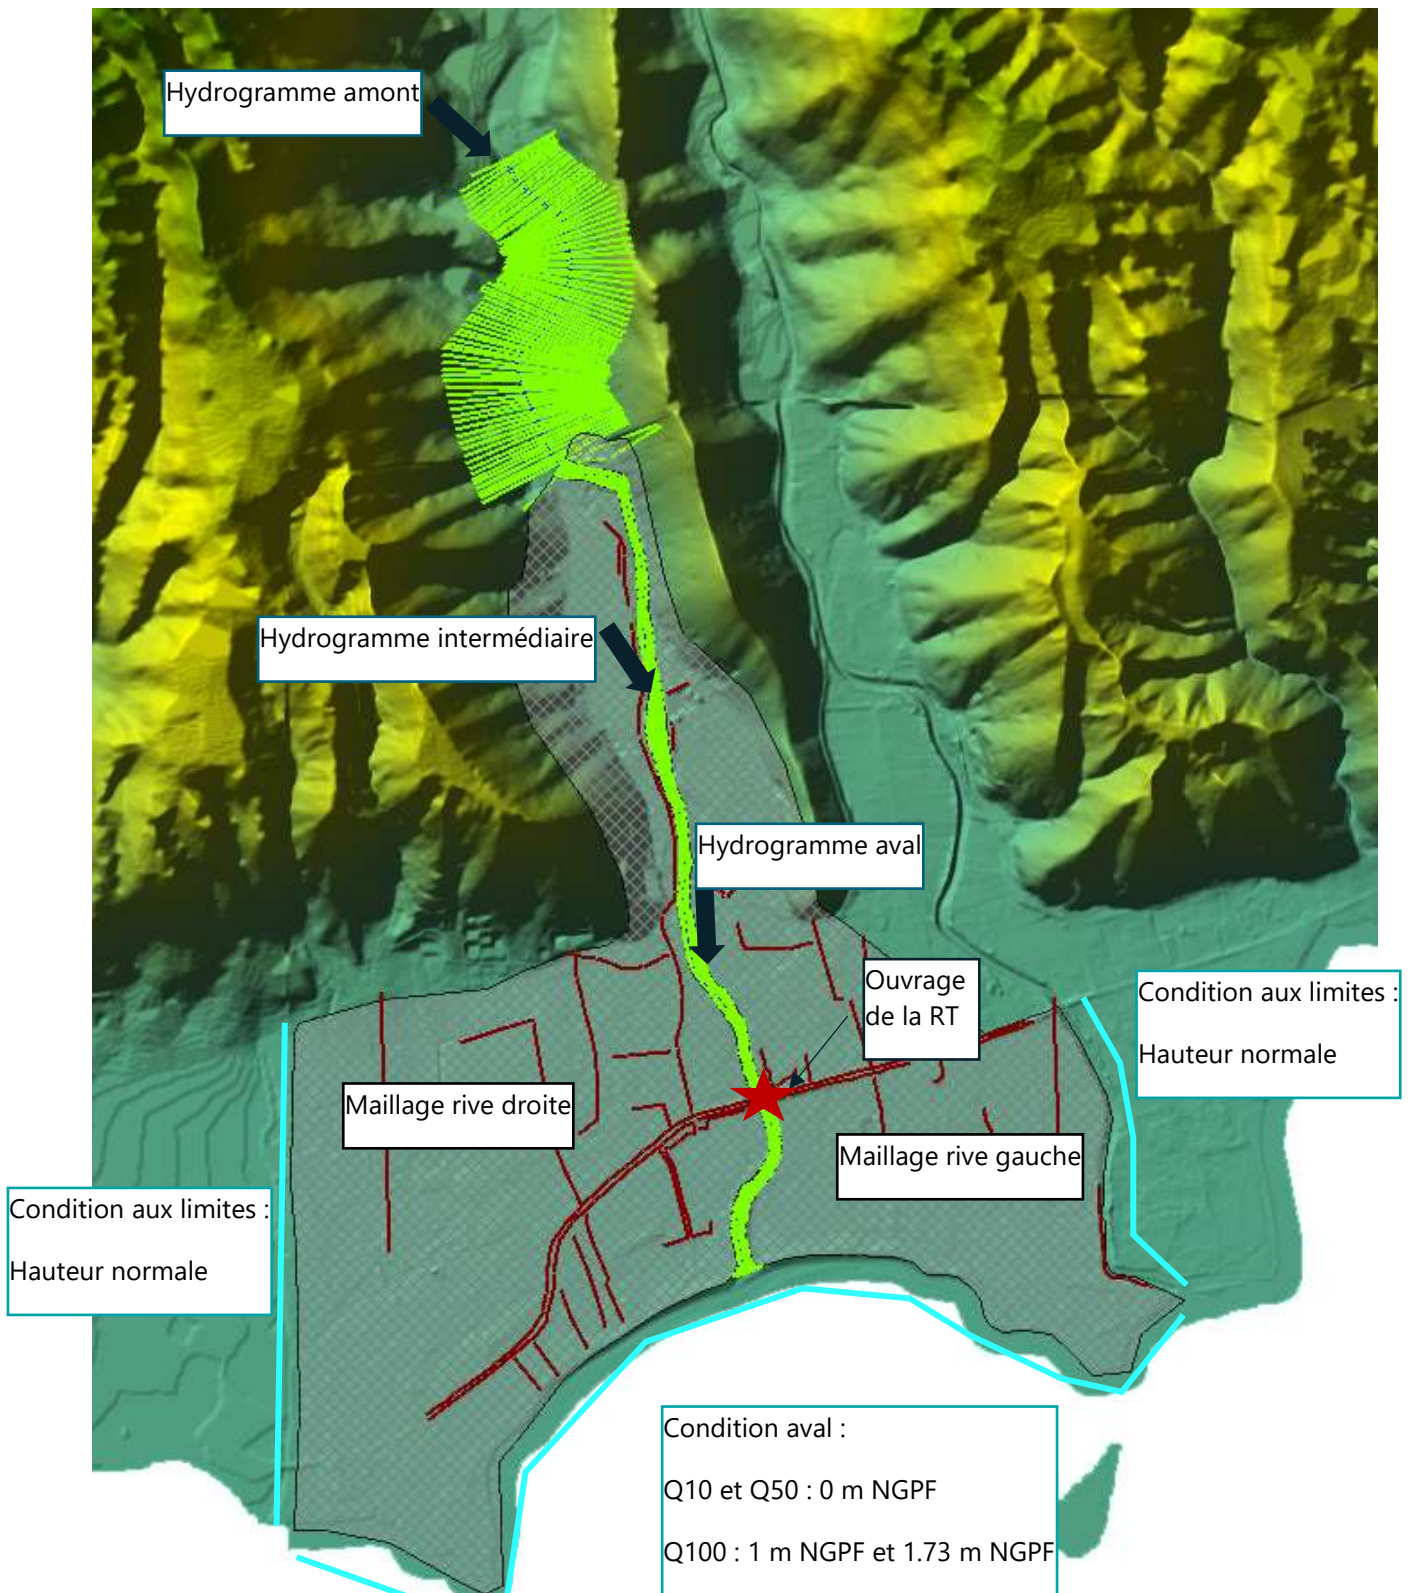 Hydrogramme amont
Hydrogramme intermédiaire
Hydrogramme aval
Ouvrage
de la RT
Condition aux limites :
Hauteur normale
Maillage rive droite
Maillage rive gauche
Condition aux limites :
Hauteur normale
Condition aval :
Q10 et Q50 : 0 m NGPF
Q100 : 1 m NGPF et 1.73 m NGPF